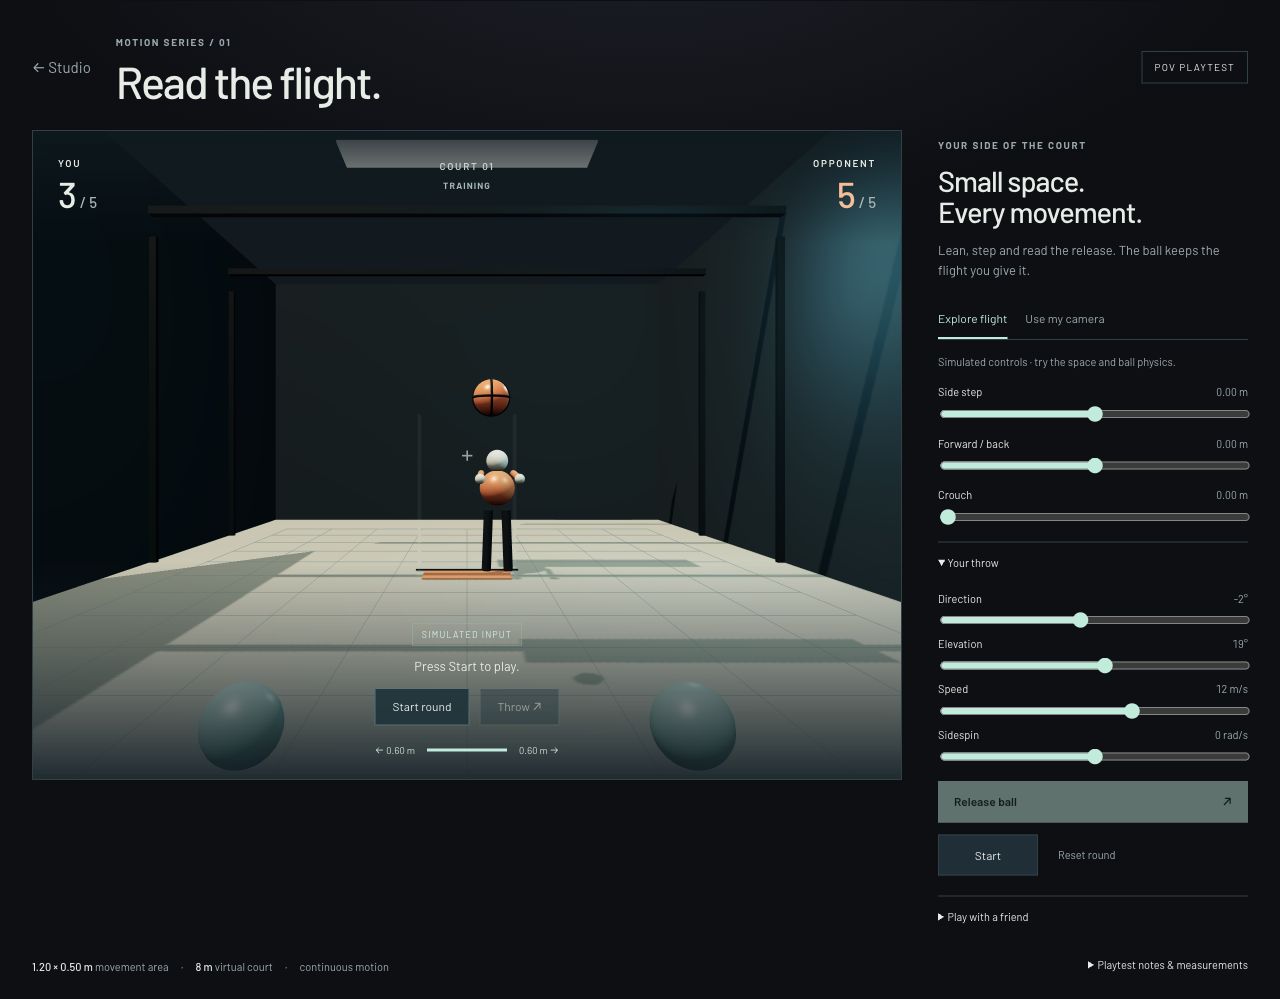 ← Studio
MOTION SERIES / 01
Read the flight.
POV PLAYTEST
YOU
3 / 5
COURT 01
TRAINING
OPPONENT
5 / 5
SIMULATED INPUT
Press Start to play.
Start round
Throw ↗
← 0.60 m
0.60 m →
YOUR SIDE OF THE COURT
Small space.
Every movement.
Lean, step and read the release. The ball keeps the
flight you give it.
Explore flight
Use my camera
Simulated controls · try the space and ball physics.
Side step 0.00 m
Forward / back 0.00 m
Crouch 0.00 m
▼ Your throw
Direction -2°
Elevation 19°
Speed 12 m/s
Sidespin 0 rad/s
Release ball ↗
Start
Reset round
▶ Play with a friend
1.20 × 0.50 m movement area · 8 m virtual court · continuous motion
▶ Playtest notes & measurements